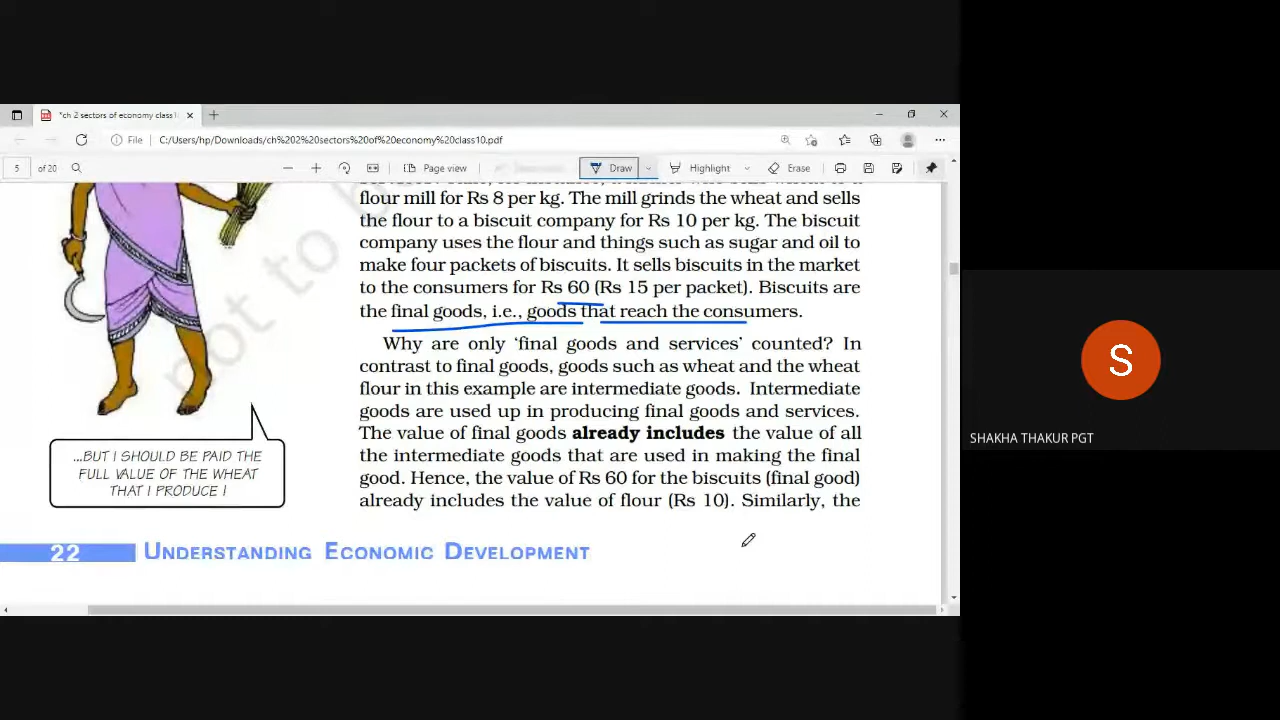 *ch 2 sectors of economy class
File C:/Users/hp/Downloads/ch%202%20sectors%20of%20economy%20class10.pdf
5 of 20 Page view Draw Highlight Erase
flour mill for Rs 8 per kg. The mill grinds the wheat and sells
the flour to a biscuit company for Rs 10 per kg. The biscuit
company uses the flour and things such as sugar and oil to
make four packets of biscuits. It sells biscuits in the market
to the consumers for Rs 60 (Rs 15 per packet). Biscuits are
the final goods, i.e., goods that reach the consumers.
Why are only ‘final goods and services’ counted? In
contrast to final goods, goods such as wheat and the wheat
flour in this example are intermediate goods. Intermediate
goods are used up in producing final goods and services.
The value of final goods already includes the value of all
the intermediate goods that are used in making the final
good. Hence, the value of Rs 60 for the biscuits (final good)
already includes the value of flour (Rs 10). Similarly, the
...BUT I SHOULD BE PAID THE
FULL VALUE OF THE WHEAT
THAT I PRODUCE !
not to b
22 UNDERSTANDING ECONOMIC DEVELOPMENT
S
SHAKHA THAKUR PGT